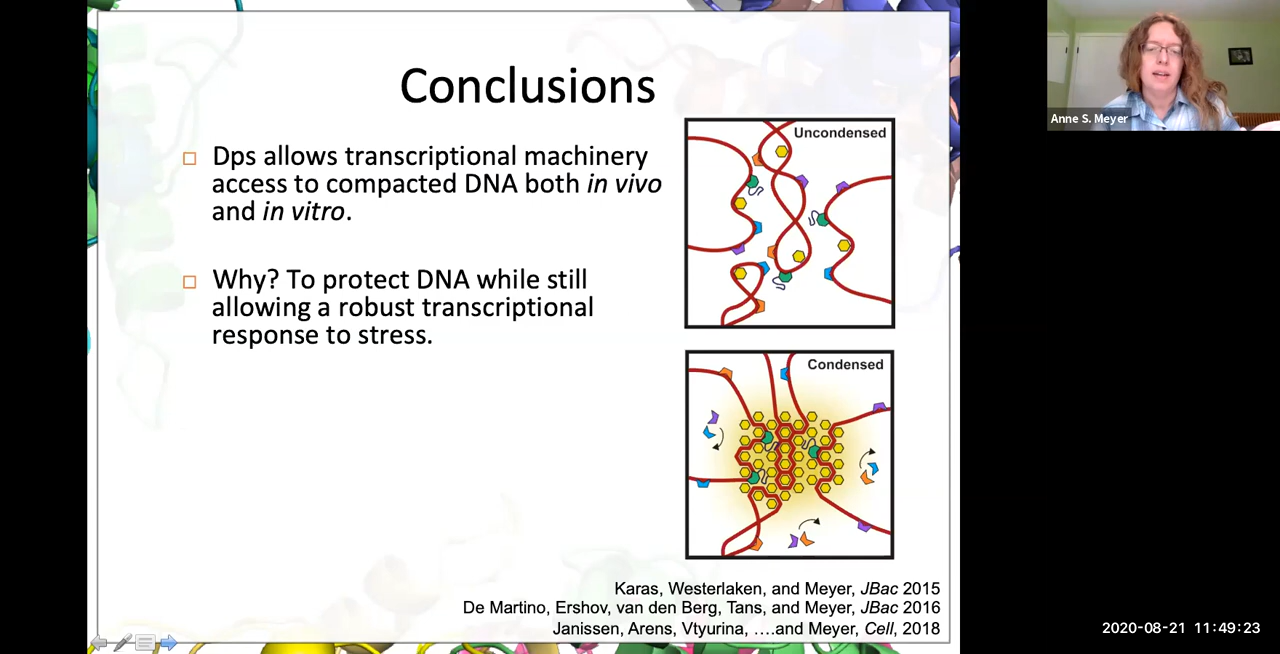 Conclusions
Dps allows transcriptional machinery
access to compacted DNA both in vivo
and in vitro.
Why? To protect DNA while still
allowing a robust transcriptional
response to stress.
Uncondensed
Condensed
Karas, Westerlaken, and Meyer, JBac 2015
De Martino, Ershov, van den Berg, Tans, and Meyer, JBac 2016
Janissen, Arens, Vtyurina, ....and Meyer, Cell, 2018
Anne S. Meyer
2020-08-21 11:49:23